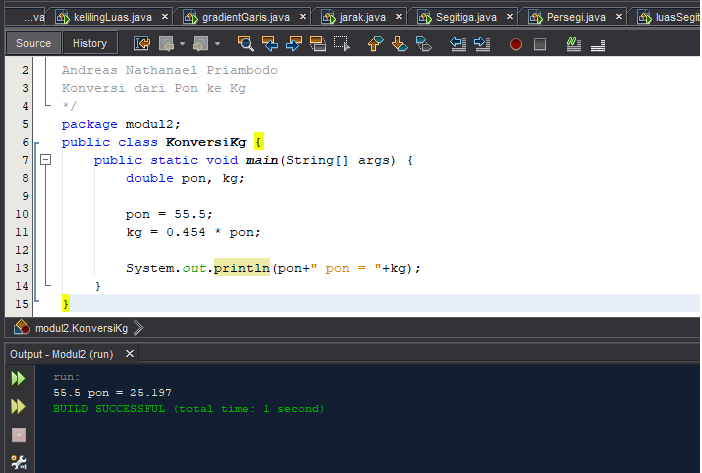 ...va kelilingLuas.java × gradientGaris.java × jarak.java × Segitiga.java × Persegi.java × luasSegit
Source History
2 Andreas Nathanael Priambodo
3 Konversi dari Pon ke Kg
4 */
5 package modul2;
6 public class KonversiKg {
7 public static void main(String[] args) {
8 double pon, kg;
9
10 pon = 55.5;
11 kg = 0.454 * pon;
12
13 System.out.println(pon+" pon = "+kg);
14 }
15 }
modul2.KonversiKg
Output - Modul2 (run) ×
run:
55.5 pon = 25.197
BUILD SUCCESSFUL (total time: 1 second)